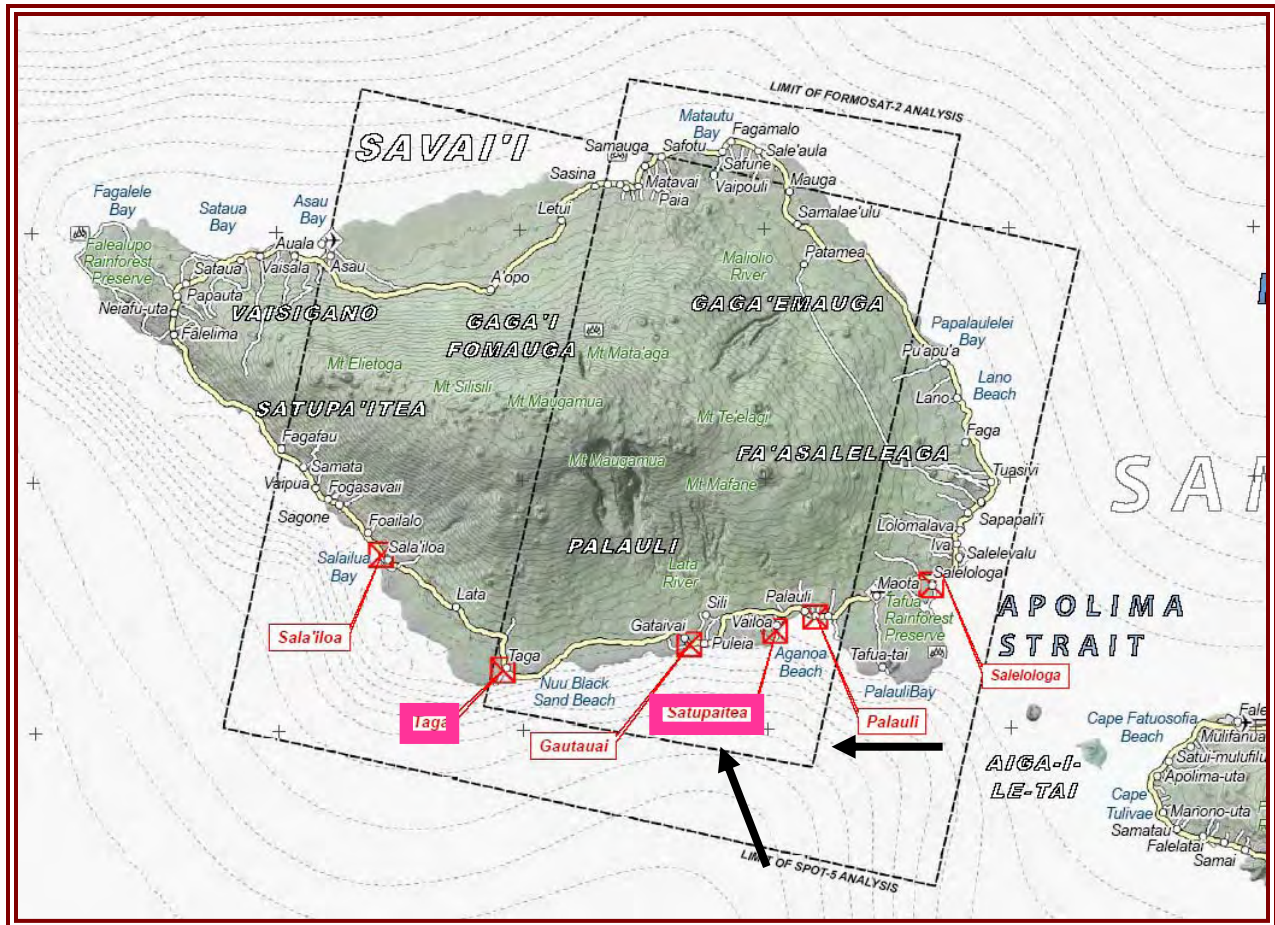 LIMIT OF FORMOSAT-2 ANALYSIS
SAVAI'I
Matautu
Bay
Fagamalo
Samauga
Safotu
Sale'aula
Safune
Sasina
Matavai
Vaipouli
Mauga
Paia
Fagalele
Bay
Sataua
Bay
Asau
Bay
Letui
Samalae'ulu
Auala
Falealupo
Rainforest
Preserve
Sataua
Vaisala
Asau
Patamea
Maliolio
River
A'opo
Papauta
Neiafu-uta
VAISIGANO
GAGA'EMAUGA
GAGA'I
FOMAUGA
Falelima
Papalaulelei
Bay
Mt Mata'aga
Pu'apu'a
Mt Elietoga
Mt Silisili
Lano
Beach
Mt Maugamua
Lano
SATUPA'ITEA
Mt Te'elagi
Fagafau
Faga
FA'ASALELEAGA
Mt Maugamua
Samata
Tuasivi
Vaipua
Fogasavaii
Mt Mafane
SAI
Sagone
Sapapali'i
Foailalo
Lolomalava
Iva
PALAULI
Sala'iloa
Salailua
Bay
Salelevalu
Lata
River
Salelologa
Maota
Palauli
Lata
Sili
Tafua
Rainforest
Preserve
APOLIMA
STRAIT
Gataivai
Vailoa
Sala'iloa
Puleia
Aganoa
Beach
Taga
Tafua-tai
Salelologa
Nuu Black
Sand Beach
PalauliBay
Taga
Satupaitea
Palauli
Cape Fatuosofia
Beach
Fale
Mulifanua
Gautauai
Satui-mulufilu
AIGA-I-
LE-TAI
Apolima-uta
Cape
Tulivae
Manono-uta
Samatau
Falelatai
Samai
LIMIT OF SPOT-5 ANALYSIS